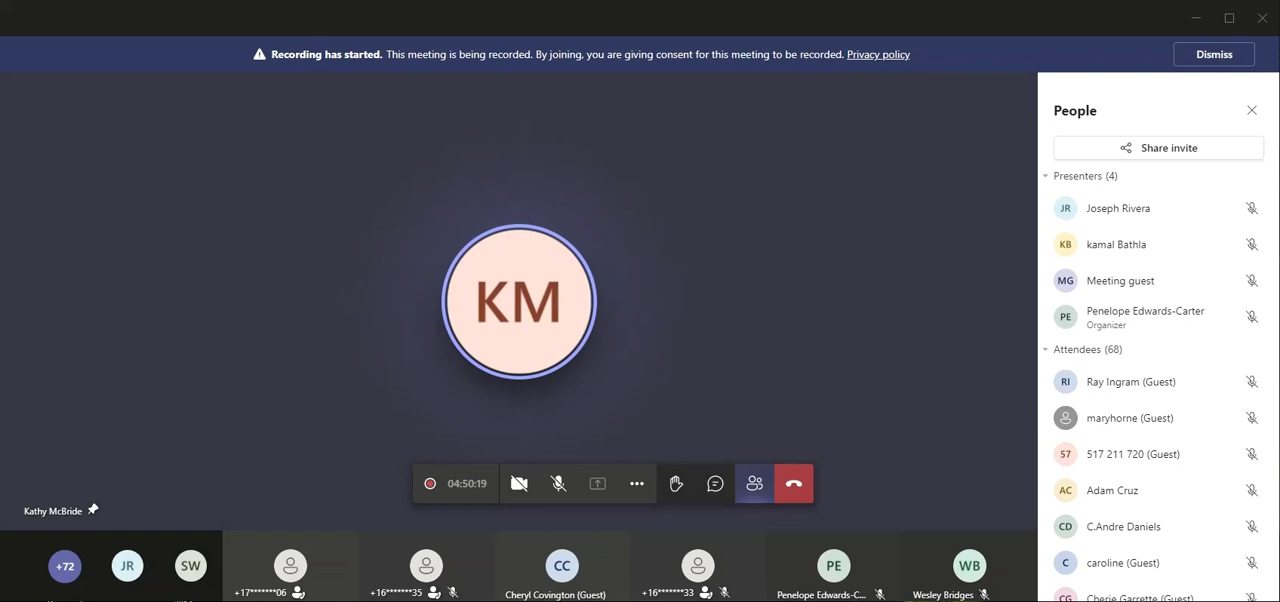 Recording has started. This meeting is being recorded. By joining, you are giving consent for this meeting to be recorded. Privacy policy
Dismiss
People
Share invite
Presenters (4)
JR Joseph Rivera
KB kamal Bathla
MG Meeting guest
PE Penelope Edwards-Carter
Organizer
Attendees (68)
RI Ray Ingram (Guest)
maryhorne (Guest)
57 517 211 720 (Guest)
AC Adam Cruz
CD C.Andre Daniels
C caroline (Guest)
CG Cherie Garrette (Guest)
KM
04:50:19
Kathy McBride
+72
JR
SW
CC
PE
WB
+17*******06
+16*******35
Cheryl Covington (Guest)
+16*******33
Penelope Edwards-C...
Wesley Bridges